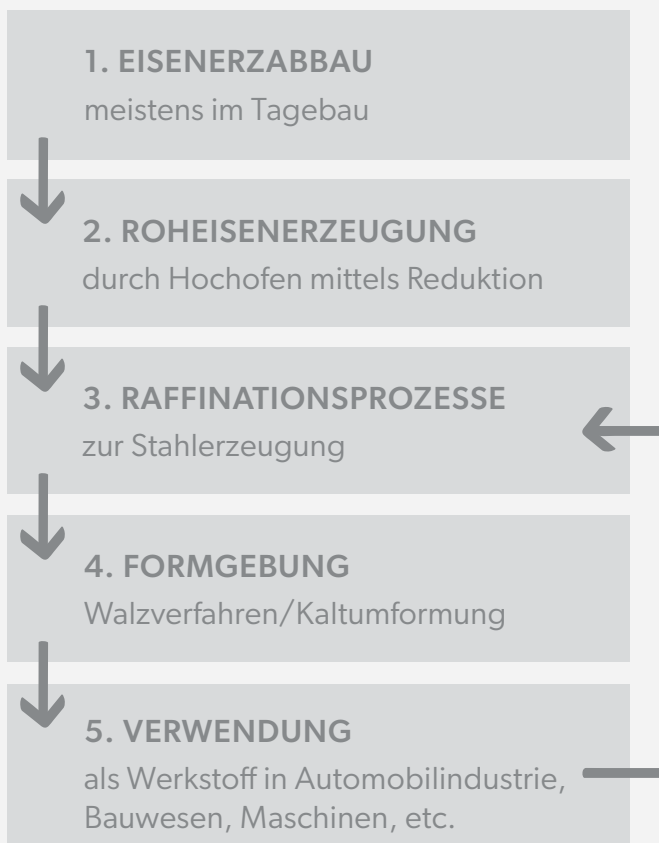 1. EISENERZABBAU
meistens im Tagebau
2. ROHEISENERZEUGUNG
durch Hochofen mittels Reduktion
3. RAFFINATIONSPROZESSE
zur Stahlerzeugung
4. FORMGEBUNG
Walzverfahren/Kaltumformung
5. VERWENDUNG
als Werkstoff in Automobilindustrie,
Bauwesen, Maschinen, etc.